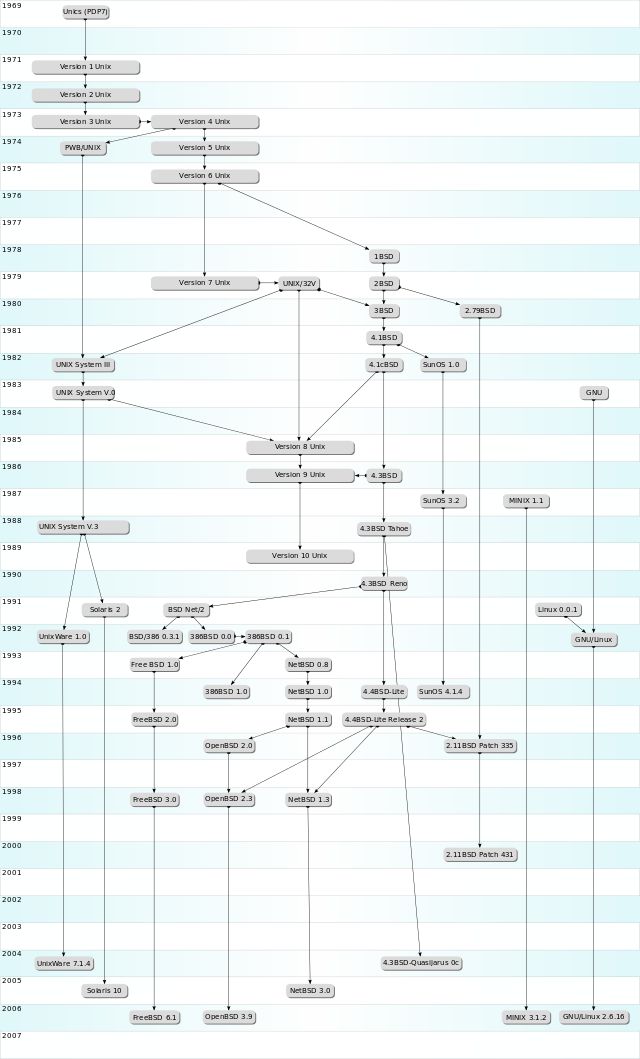 1969
Unics (PDP7)
1970
1971
Version 1 Unix
1972
Version 2 Unix
1973
Version 3 Unix
Version 4 Unix
1974
PWB/UNIX
Version 5 Unix
1975
Version 6 Unix
1976
1977
1978
1BSD
1979
Version 7 Unix
UNIX/32V
2BSD
1980
3BSD
2.79BSD
1981
4.1BSD
1982
UNIX System III
4.1cBSD
SunOS 1.0
1983
UNIX System V.0
GNU
1984
1985
Version 8 Unix
1986
Version 9 Unix
4.3BSD
1987
SunOS 3.2
MINIX 1.1
1988
UNIX System V.3
4.3BSD Tahoe
1989
Version 10 Unix
1990
4.3BSD Reno
1991
Solaris 2
BSD Net/2
Linux 0.0.1
1992
UnixWare 1.0
BSD/386 0.3.1
386BSD 0.0
386BSD 0.1
GNU/Linux
1993
Free BSD 1.0
NetBSD 0.8
1994
386BSD 1.0
NetBSD 1.0
4.4BSD-Lite
SunOS 4.1.4
1995
FreeBSD 2.0
NetBSD 1.1
4.4BSD-Lite Release 2
1996
OpenBSD 2.0
2.11BSD Patch 335
1997
1998
FreeBSD 3.0
OpenBSD 2.3
NetBSD 1.3
1999
2000
2.11BSD Patch 431
2001
2002
2003
2004
UnixWare 7.1.4
4.3BSD-Quasijarus 0c
2005
Solaris 10
NetBSD 3.0
2006
FreeBSD 6.1
OpenBSD 3.9
MINIX 3.1.2
GNU/Linux 2.6.16
2007